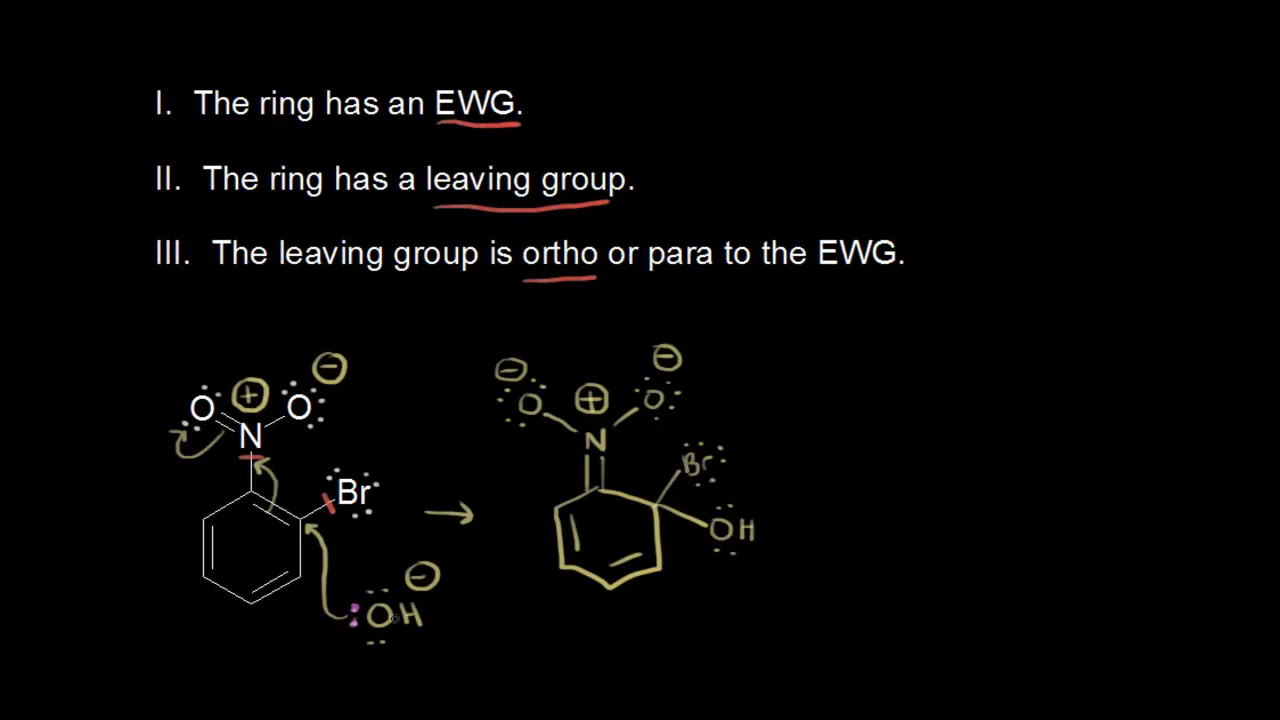 I. The ring has an EWG.
II. The ring has a leaving group.
III. The leaving group is ortho or para to the EWG.
O + O −
N
Br
− O + O −
N
Br
OH
− 
:OH